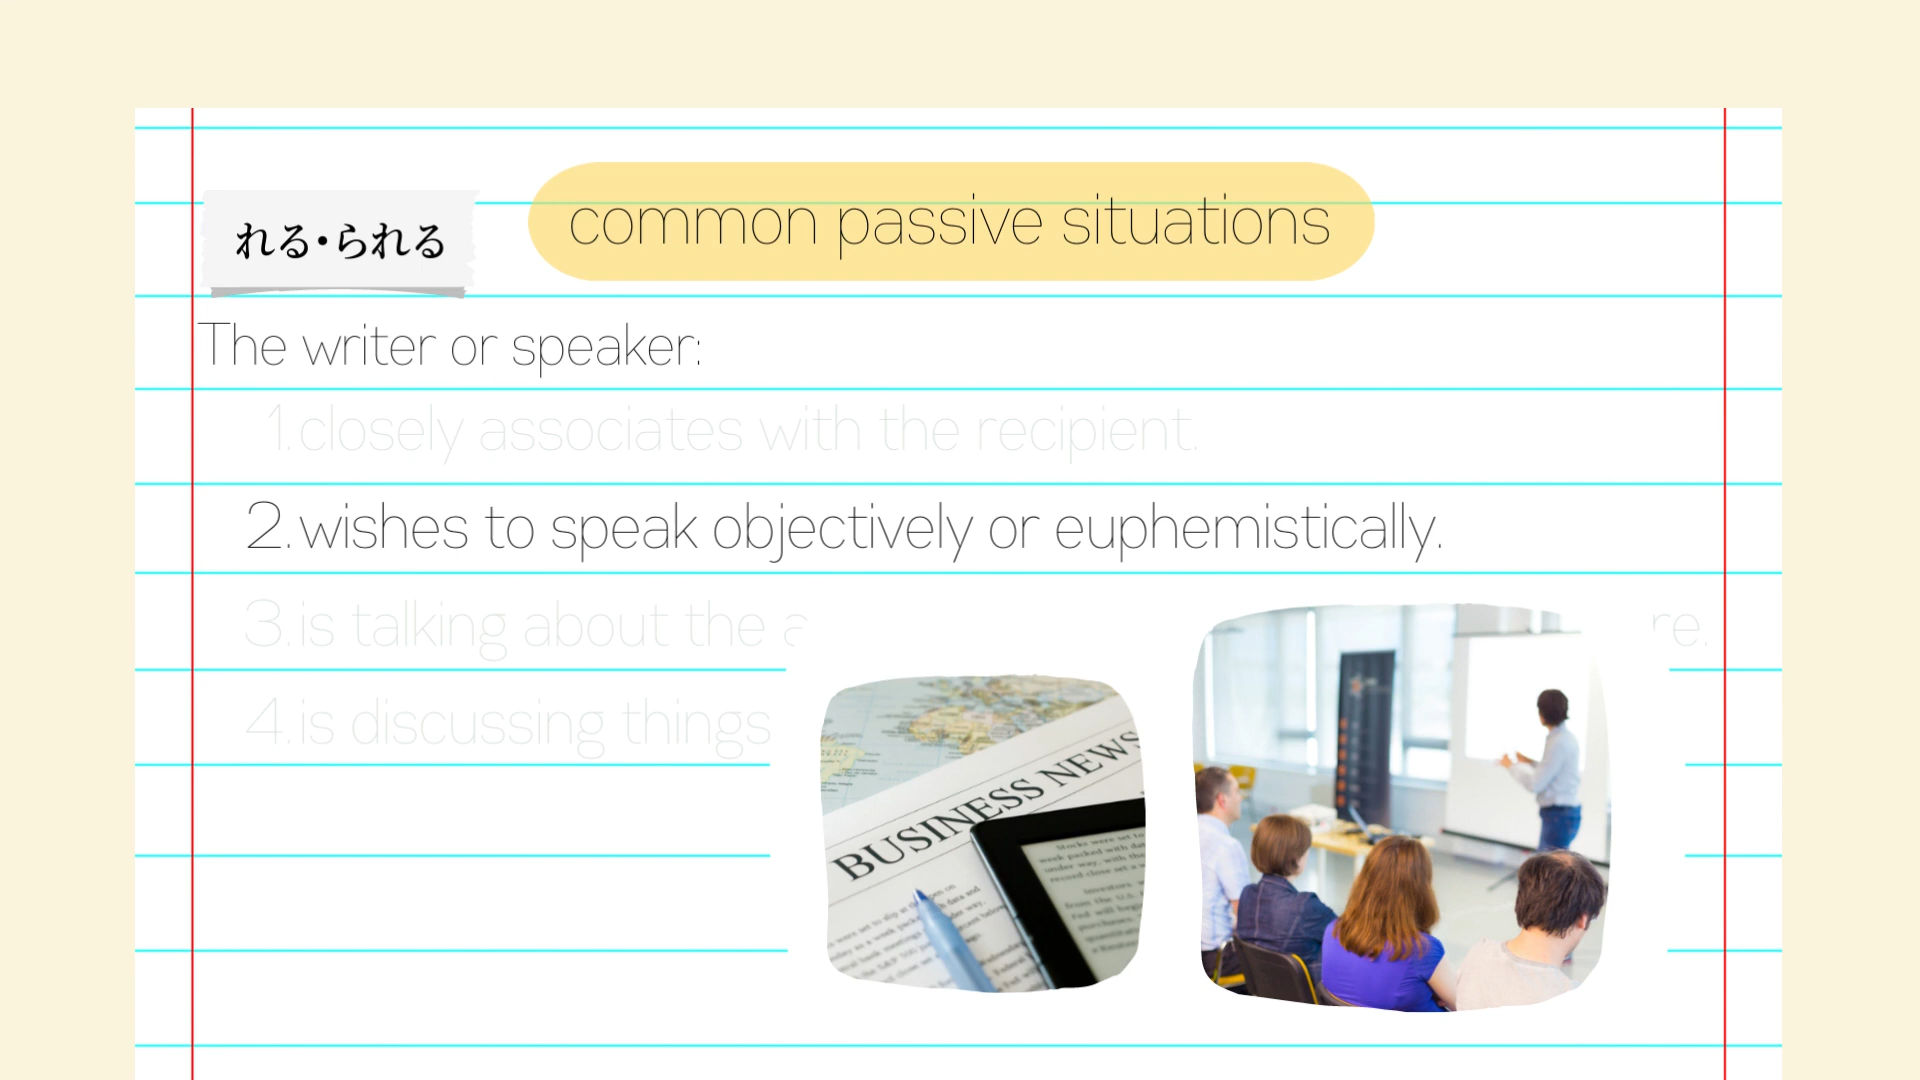 れる・られる
common passive situations
The writer or speaker:
1. closely associates with the recipient.
2. wishes to speak objectively or euphemistically.
3. is talking about the
re.
4. is discussing things
BUSINESS NEWS